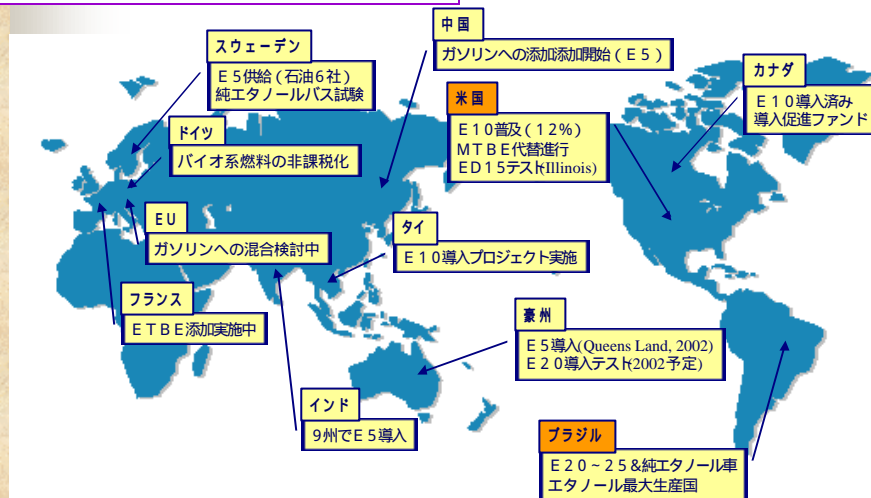 中国
ガソリンへの添加添加開始(E5)
スウェーデン
E5供給(石油6社)
純エタノールバス試験
カナダ
E10導入済み
導入促進ファンド
米国
E10普及(12%)
MTBE代替進行
ED15テスト(Illinois)
ドイツ
バイオ系燃料の非課税化
EU
ガソリンへの混合検討中
タイ
E10導入プロジェクト実施
フランス
ETBE添加実施中
豪州
E5導入(Queens Land, 2002)
E20導入テスト(2002予定)
インド
9州でE5導入
ブラジル
E20~25&純エタノール車
エタノール最大生産国